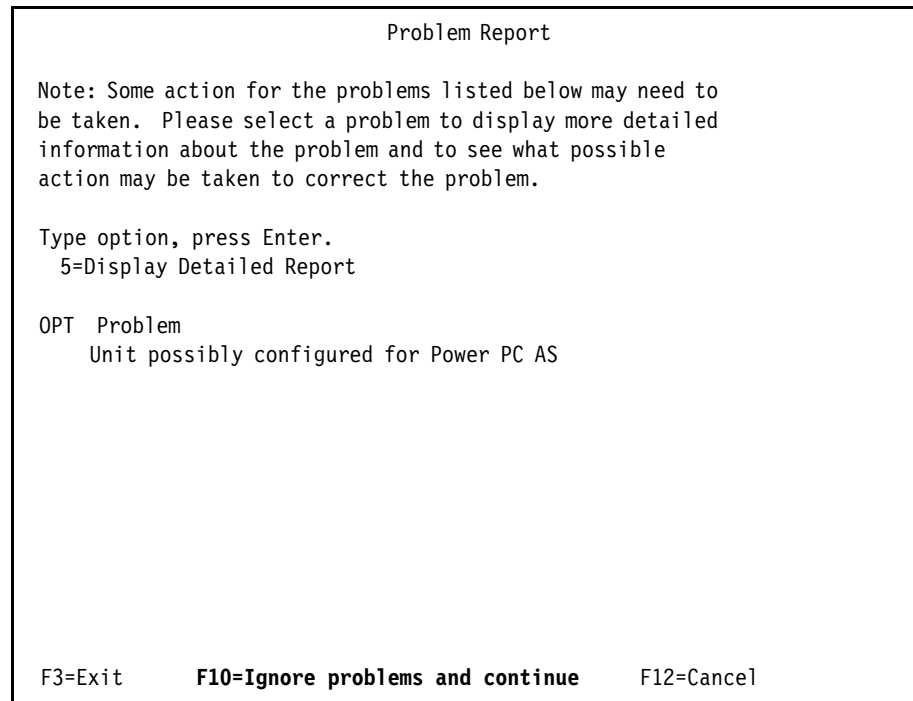 Problem Report
Note: Some action for the problems listed below may need to
be taken. Please select a problem to display more detailed
information about the problem and to see what possible
action may be taken to correct the problem.
Type option, press Enter.
5=Display Detailed Report
OPT Problem
Unit possibly configured for Power PC AS
F3=Exit F10=Ignore problems and continue F12=Cancel